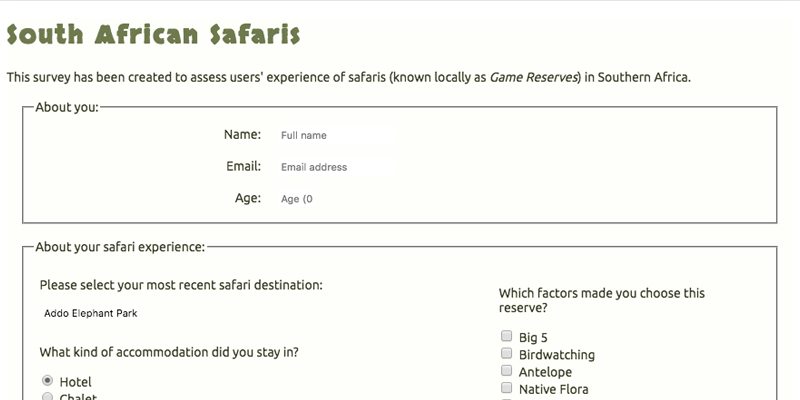 South African Safaris
This survey has been created to assess users' experience of safaris (known locally as Game Reserves) in Southern Africa.
About you:
Name: Full name
Email: Email address
Age: Age (0
About your safari experience:
Please select your most recent safari destination:
Addo Elephant Park
What kind of accommodation did you stay in?
Hotel
Chalet
Which factors made you choose this
reserve?
Big 5
Birdwatching
Antelope
Native Flora